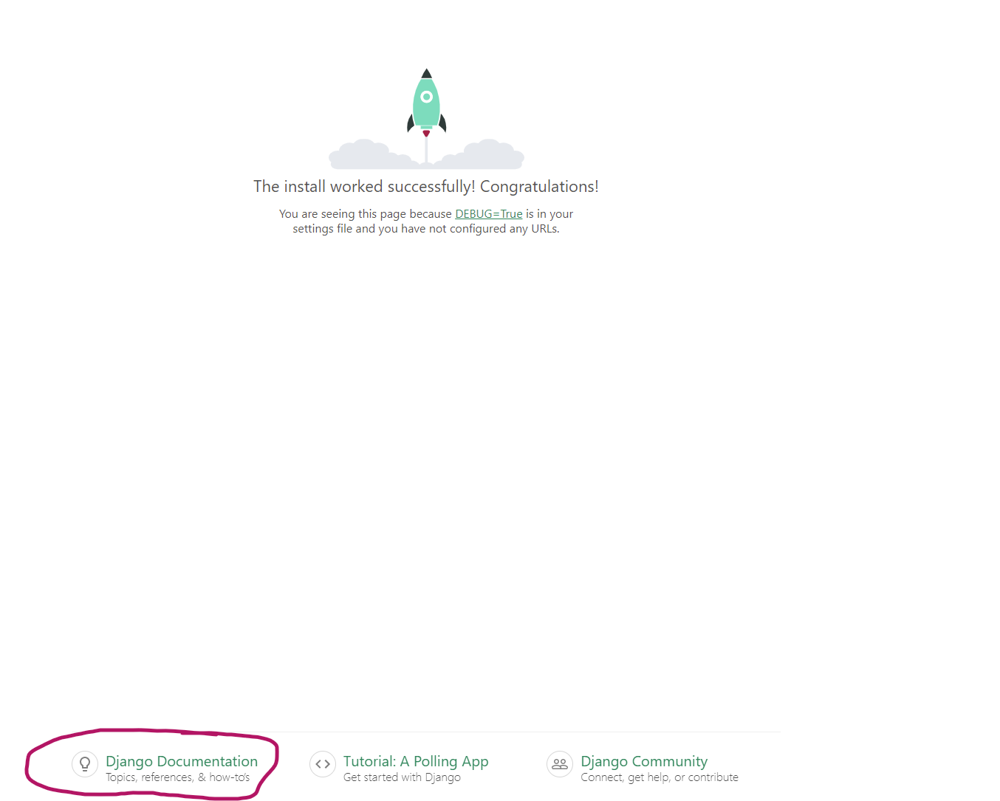 The install worked successfully! Congratulations!
You are seeing this page because DEBUG=True is in your
settings file and you have not configured any URLs.
Django Documentation
Topics, references, & how-to's
Tutorial: A Polling App
Get started with Django
Django Community
Connect, get help, or contribute